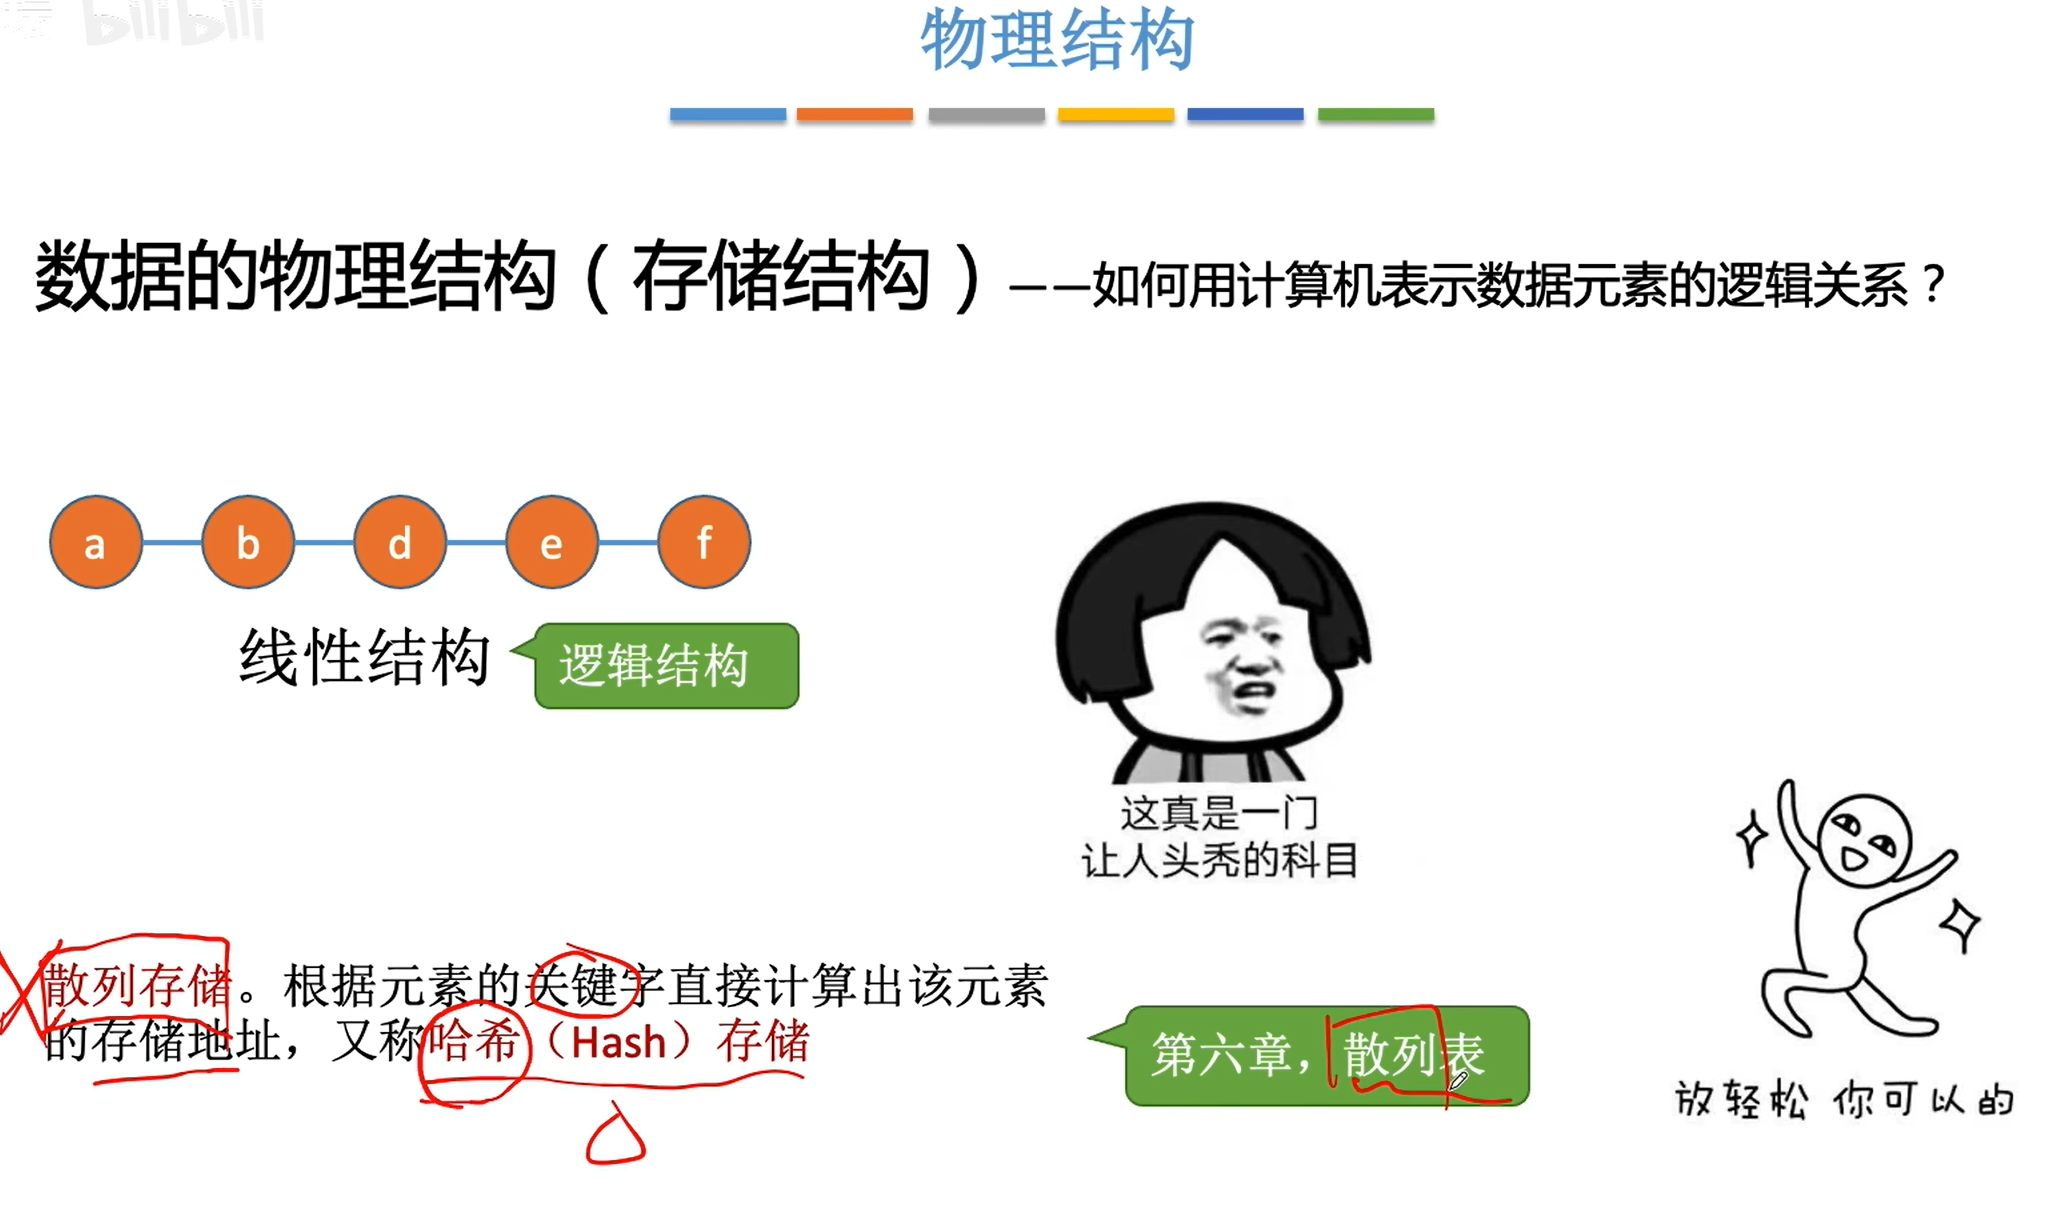 bilibili
物理结构
数据的物理结构（存储结构）——如何用计算机表示数据元素的逻辑关系？
a b d e f
线性结构
逻辑结构
这真是一门
让人头秃的科目
散列存储。根据元素的关键字直接计算出该元素
的存储地址，又称哈希（Hash）存储
第六章，散列表
放轻松 你可以的